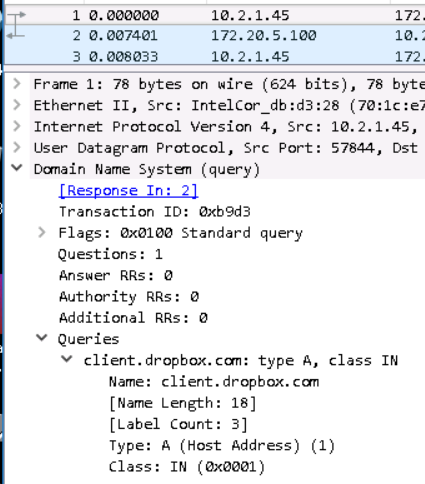 1 0.000000 10.2.1.45 172.
2 0.007401 172.20.5.100 10.2
3 0.008033 10.2.1.45 172.
Frame 1: 78 bytes on wire (624 bits), 78 byte
Ethernet II, Src: IntelCor_db:d3:28 (70:1c:e7
Internet Protocol Version 4, Src: 10.2.1.45,
User Datagram Protocol, Src Port: 57844, Dst
Domain Name System (query)
[Response In: 2]
Transaction ID: 0xb9d3
Flags: 0x0100 Standard query
Questions: 1
Answer RRs: 0
Authority RRs: 0
Additional RRs: 0
Queries
client.dropbox.com: type A, class IN
Name: client.dropbox.com
[Name Length: 18]
[Label Count: 3]
Type: A (Host Address) (1)
Class: IN (0x0001)